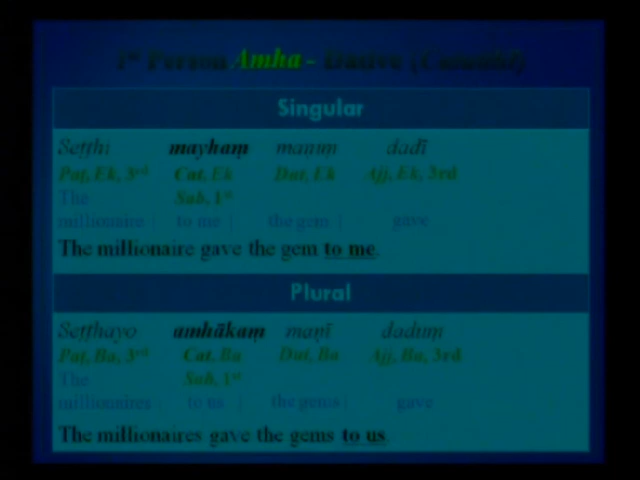 1st Person Amha - Dative (Catutthī)
Singular
Seṭṭhi mayhaṃ maṇiṃ dadī
Paṭ, Ek, 3rd Cat, Ek Dut, Ek Ajj, Ek, 3rd
The Sab, 1st
millionaire to me the gem gave
The millionaire gave the gem to me.
Plural
Seṭṭhayo amhākaṃ maṇī daduṃ
Paṭ, Ba, 3rd Cat, Ba Dut, Ba Ajj, Ba, 3rd
The Sab, 1st
millionaires to us the gems gave
The millionaires gave the gems to us.